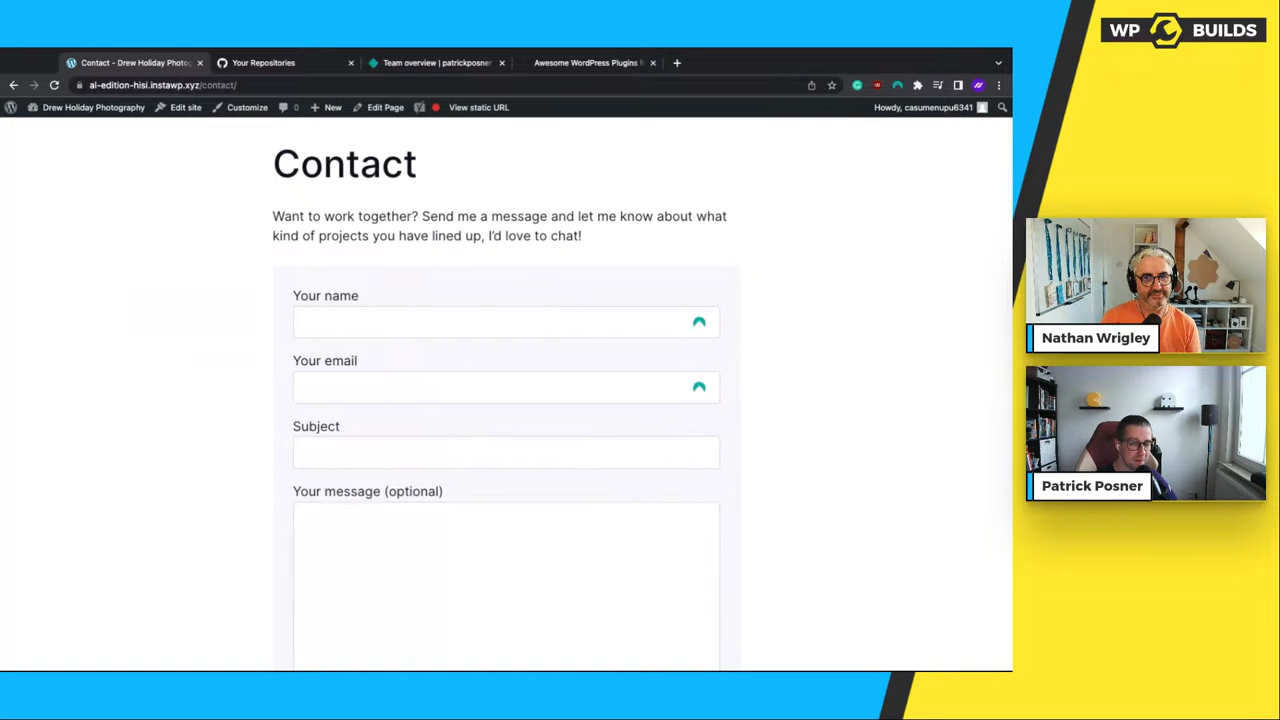 WP BUILDS
Contact - Drew Holiday Photog
Your Repositories
Team overview | patrickposner
Awesome WordPress Plugins f
al-edition-hisi.instawp.xyz/contact/
Drew Holiday Photography
Edit site
Customize
0
New
Edit Page
View static URL
Howdy, casumenupu6341
Contact
Want to work together? Send me a message and let me know about what
kind of projects you have lined up, I'd love to chat!
Your name
Your email
Subject
Your message (optional)
Nathan Wrigley
Patrick Posner